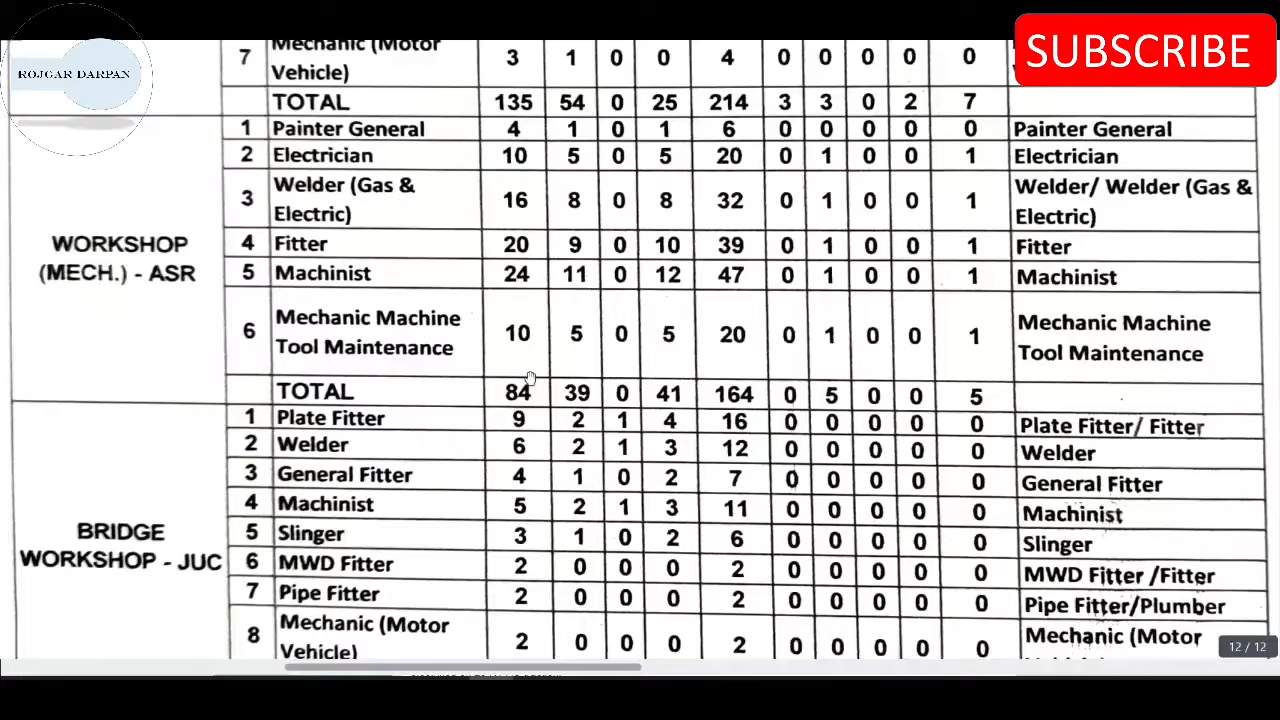 ROJGAR DARPAN
SUBSCRIBE
7 Mechanic (Motor Vehicle) 3 1 0 0 4 0 0 0 0 0
TOTAL 135 54 0 25 214 3 3 0 2 7
WORKSHOP (MECH.) - ASR
1 Painter General 4 1 0 1 6 0 0 0 0 0 Painter General
2 Electrician 10 5 0 5 20 0 1 0 0 1 Electrician
3 Welder (Gas & Electric) 16 8 0 8 32 0 1 0 0 1 Welder/ Welder (Gas & Electric)
4 Fitter 20 9 0 10 39 0 1 0 0 1 Fitter
5 Machinist 24 11 0 12 47 0 1 0 0 1 Machinist
6 Mechanic Machine Tool Maintenance 10 5 0 5 20 0 1 0 0 1 Mechanic Machine Tool Maintenance
TOTAL 84 39 0 41 164 0 5 0 0 5
BRIDGE WORKSHOP - JUC
1 Plate Fitter 9 2 1 4 16 0 0 0 0 0 Plate Fitter/ Fitter
2 Welder 6 2 1 3 12 0 0 0 0 0 Welder
3 General Fitter 4 1 0 2 7 0 0 0 0 0 General Fitter
4 Machinist 5 2 1 3 11 0 0 0 0 0 Machinist
5 Slinger 3 1 0 2 6 0 0 0 0 0 Slinger
6 MWD Fitter 2 0 0 0 2 0 0 0 0 0 MWD Fitter /Fitter
7 Pipe Fitter 2 0 0 0 2 0 0 0 0 0 Pipe Fitter/Plumber
8 Mechanic (Motor Vehicle) 2 0 0 0 2 0 0 0 0 0 Mechanic (Motor
12 / 12